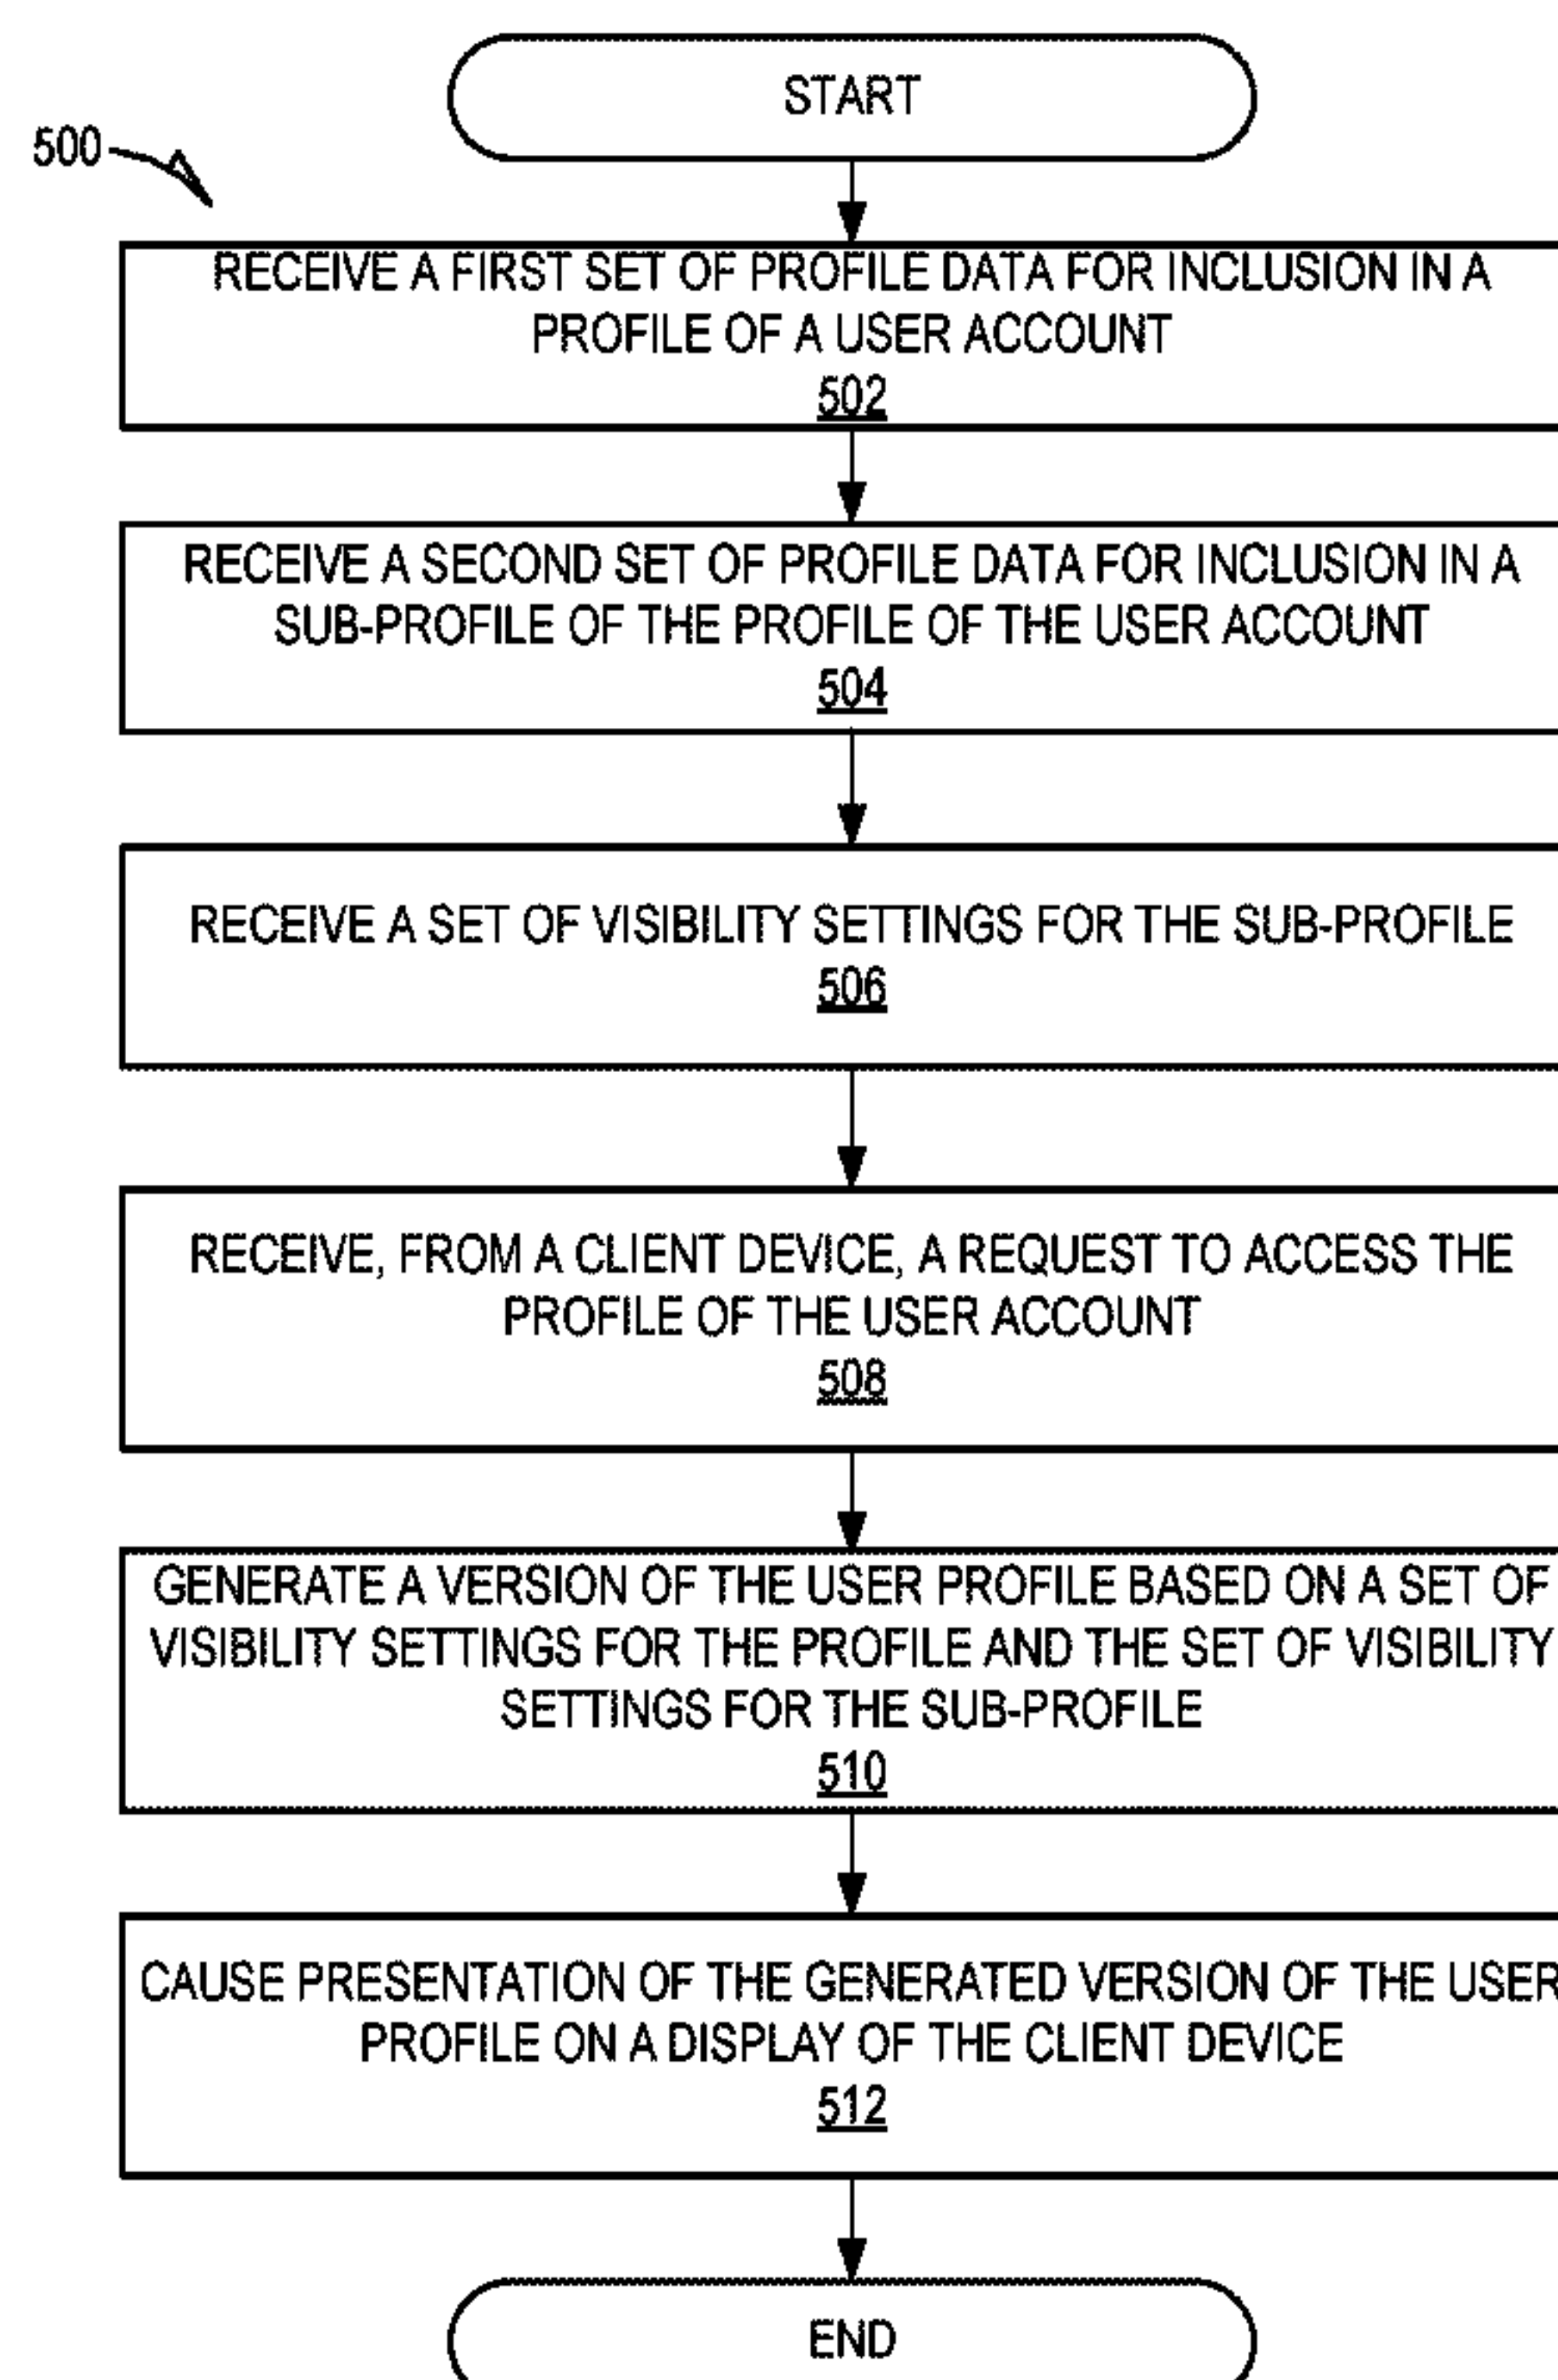 START
500
RECEIVE A FIRST SET OF PROFILE DATA FOR INCLUSION IN A
PROFILE OF A USER ACCOUNT
502
RECEIVE A SECOND SET OF PROFILE DATA FOR INCLUSION IN A
SUB-PROFILE OF THE PROFILE OF THE USER ACCOUNT
504
RECEIVE A SET OF VISIBILITY SETTINGS FOR THE SUB-PROFILE
506
RECEIVE, FROM A CLIENT DEVICE, A REQUEST TO ACCESS THE
PROFILE OF THE USER ACCOUNT
508
GENERATE A VERSION OF THE USER PROFILE BASED ON A SET OF
VISIBILITY SETTINGS FOR THE PROFILE AND THE SET OF VISIBILITY
SETTINGS FOR THE SUB-PROFILE
510
CAUSE PRESENTATION OF THE GENERATED VERSION OF THE USER
PROFILE ON A DISPLAY OF THE CLIENT DEVICE
512
END